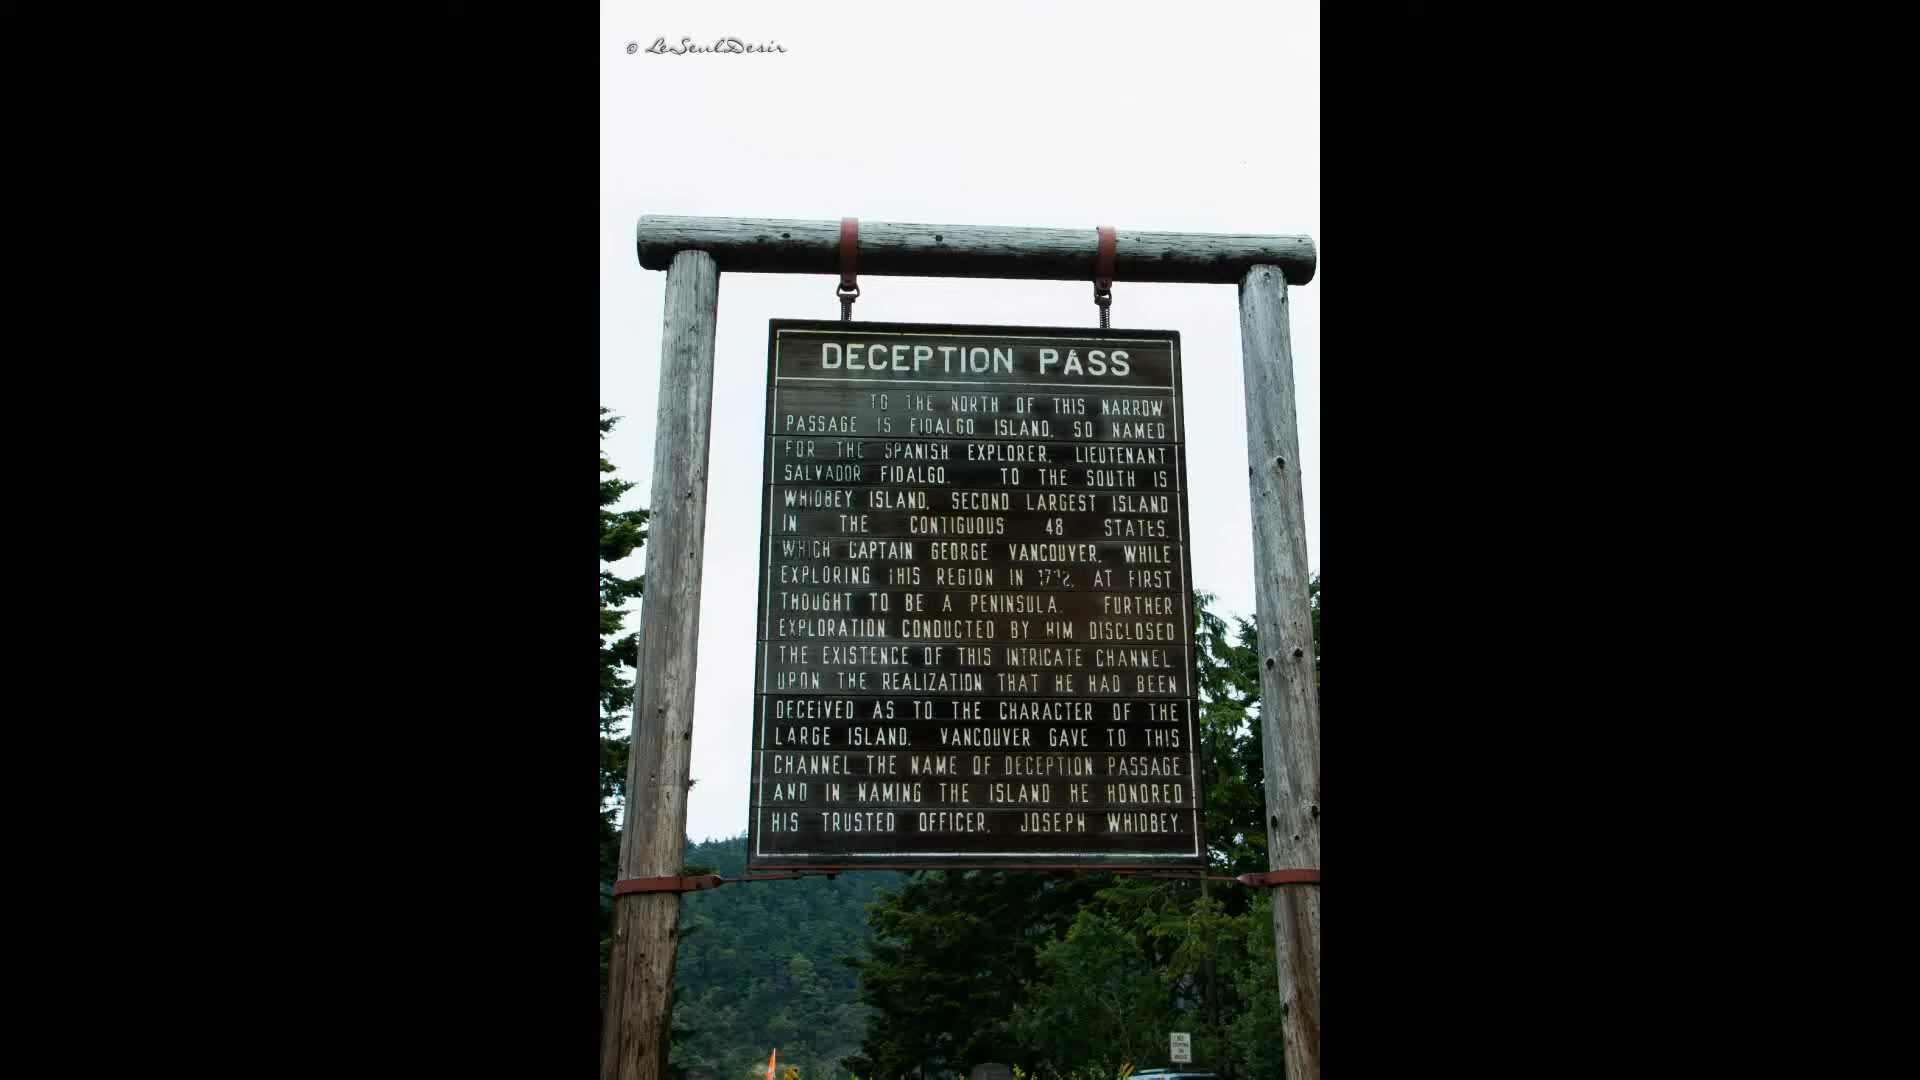 © LeSeulDesir
DECEPTION PASS
TO THE NORTH OF THIS NARROW
PASSAGE IS FIDALGO ISLAND, SO NAMED
FOR THE SPANISH EXPLORER, LIEUTENANT
SALVADOR FIDALGO. TO THE SOUTH IS
WHIDBEY ISLAND, SECOND LARGEST ISLAND
IN THE CONTIGUOUS 48 STATES,
WHICH CAPTAIN GEORGE VANCOUVER, WHILE
EXPLORING THIS REGION IN 1792, AT FIRST
THOUGHT TO BE A PENINSULA. FURTHER
EXPLORATION CONDUCTED BY HIM DISCLOSED
THE EXISTENCE OF THIS INTRICATE CHANNEL.
UPON THE REALIZATION THAT HE HAD BEEN
DECEIVED AS TO THE CHARACTER OF THE
LARGE ISLAND, VANCOUVER GAVE TO THIS
CHANNEL THE NAME OF DECEPTION PASSAGE
AND IN NAMING THE ISLAND HE HONORED
HIS TRUSTED OFFICER, JOSEPH WHIDBEY.
NO
STOPPING
ON
BRIDGE